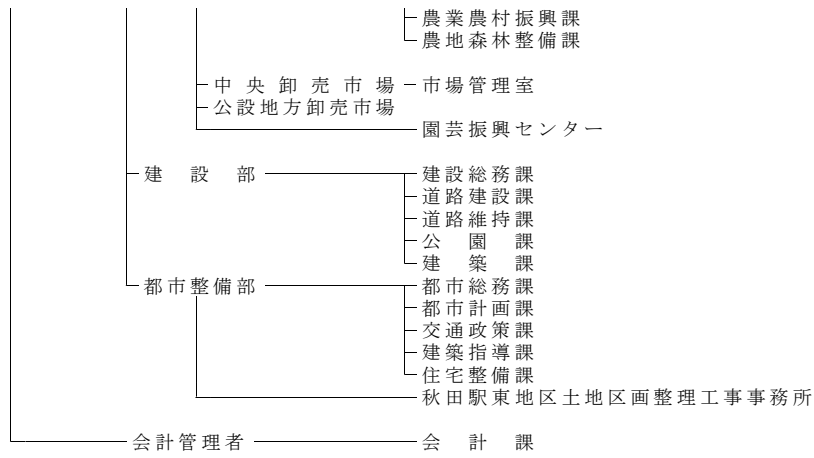 農業農村振興課
農地森林整備課
中央卸売市場 市場管理室
公設地方卸売市場
園芸振興センター
建設部 建設総務課
道路建設課
道路維持課
公園課
建築課
都市整備部 都市総務課
都市計画課
交通政策課
建築指導課
住宅整備課
秋田駅東地区土地区画整理工事事務所
会計管理者 会計課